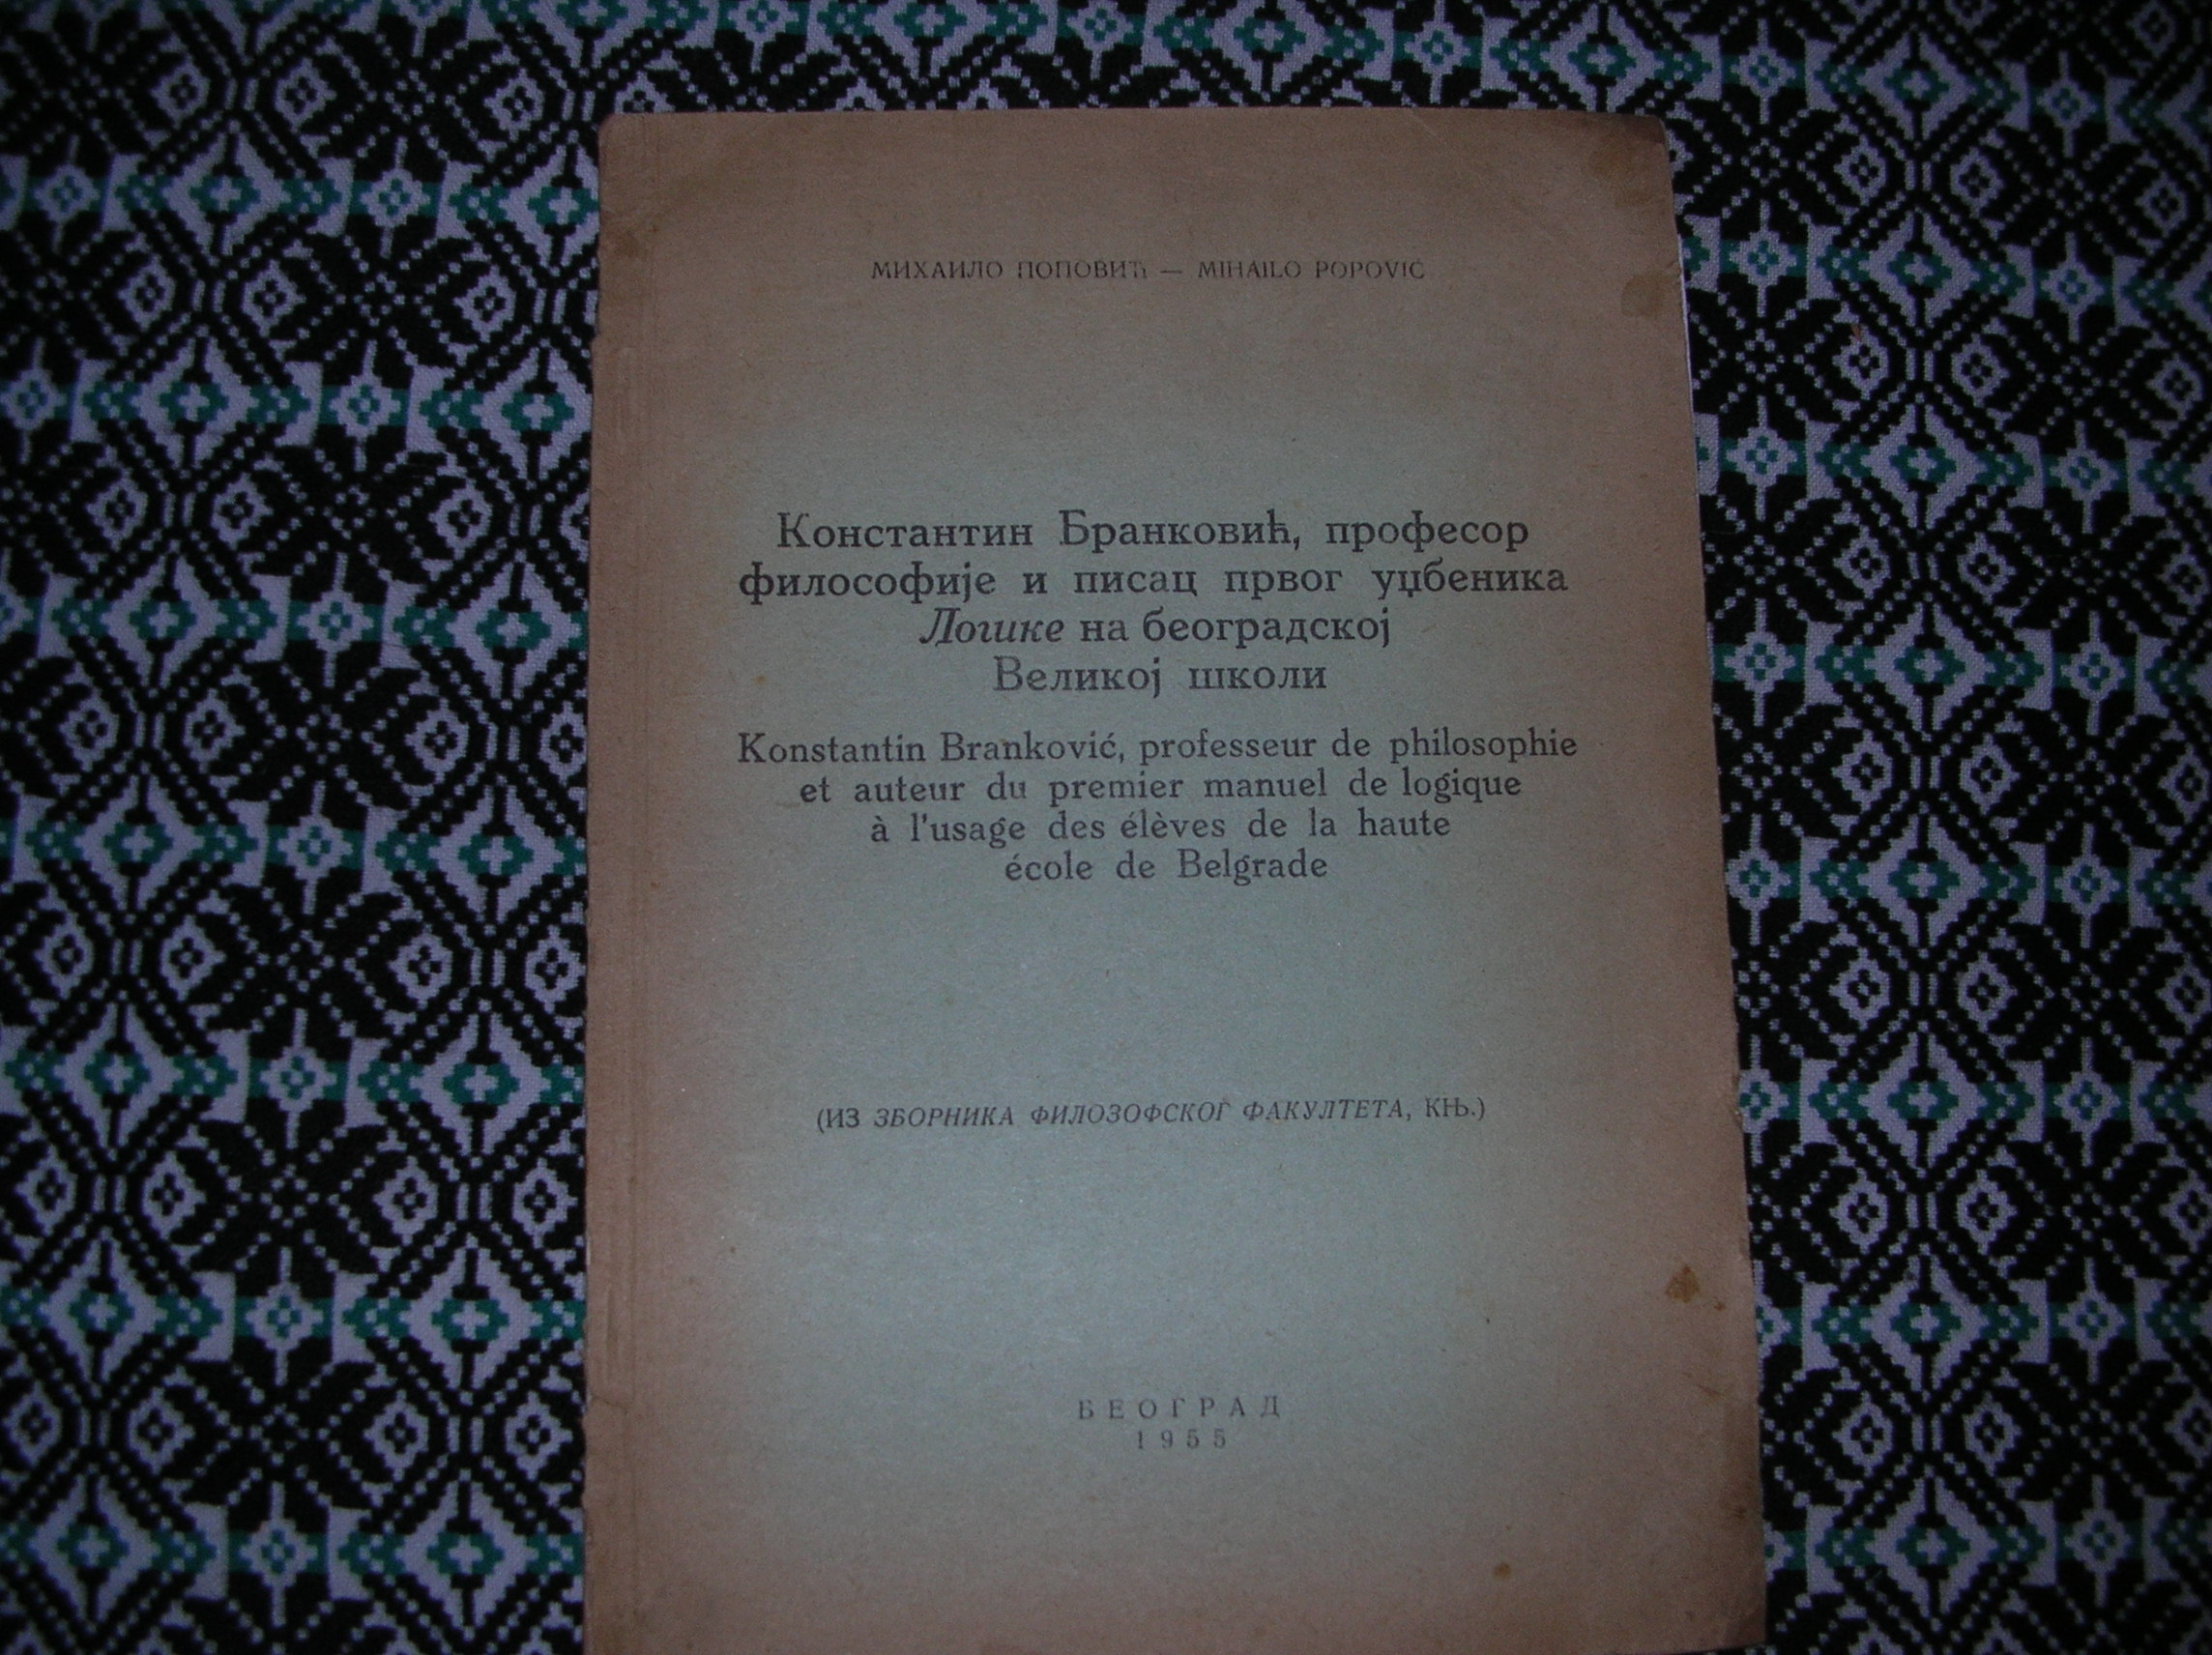 МИХАИЛО ПОПОВИЋ — MIHAILO POPOVIĆ
Константин Бранковић, професор
философије и писац првог уџбеника
Логике на београдској
Великој школи
Konstantin Branković, professeur de philosophie
et auteur du premier manuel de logique
à l'usage des élèves de la haute
école de Belgrade
(ИЗ ЗБОРНИКА ФИЛОЗОФСКОГ ФАКУЛТЕТА, КЊ.)
БЕОГРАД
1955